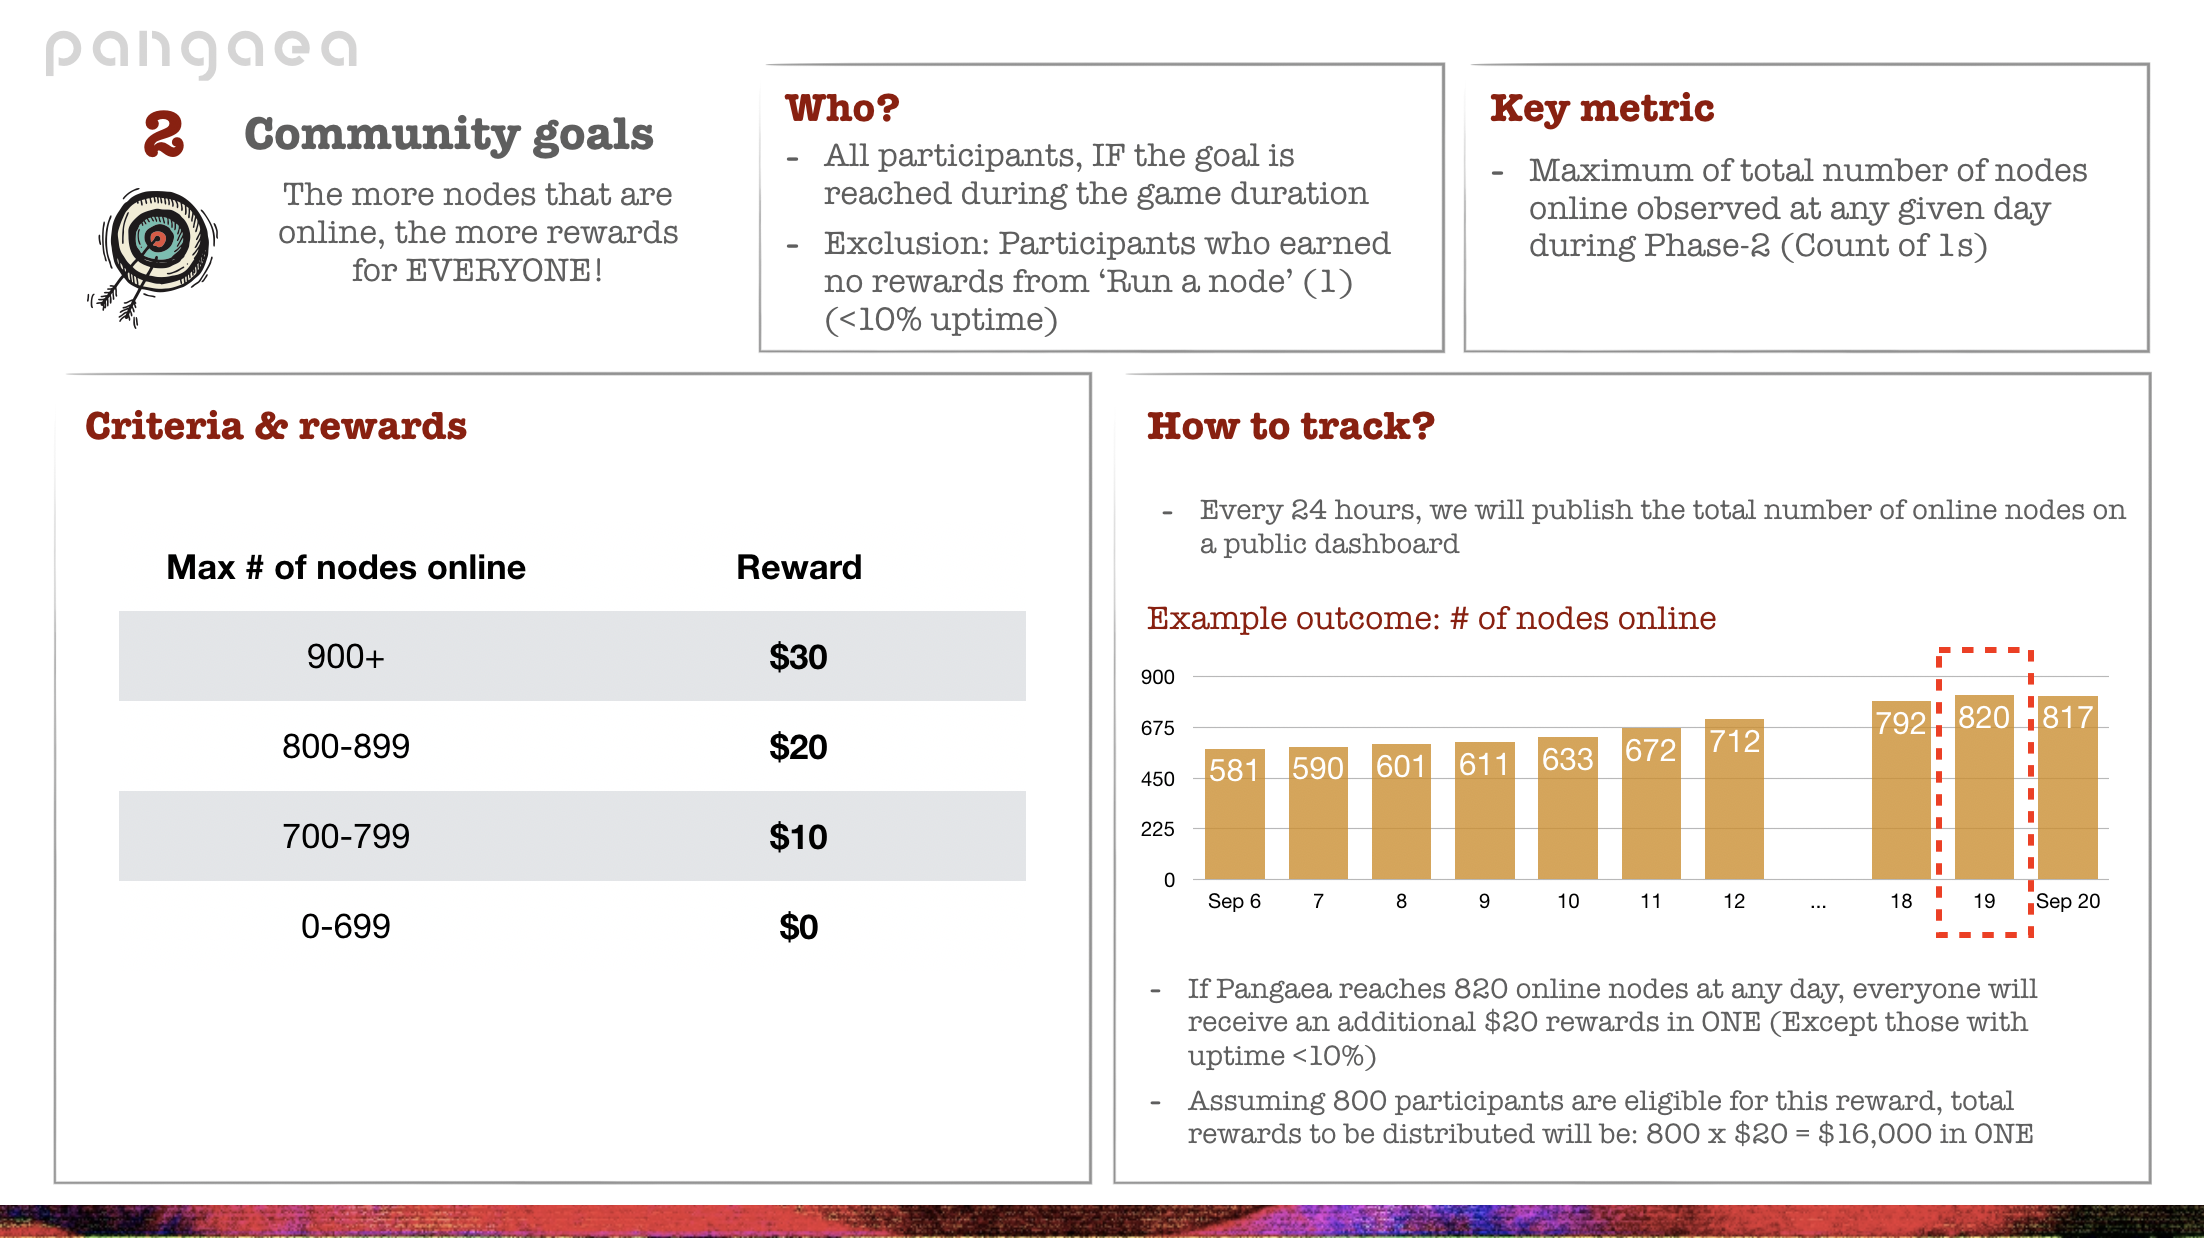 pangaea
2 Community goals
The more nodes that are
online, the more rewards
for EVERYONE!
Who?
- All participants, IF the goal is
reached during the game duration
- Exclusion: Participants who earned
no rewards from ‘Run a node’ (1)
(<10% uptime)
Key metric
- Maximum of total number of nodes
online observed at any given day
during Phase-2 (Count of 1s)
Criteria & rewards
Max # of nodes online Reward
900+ $30
800-899 $20
700-799 $10
0-699 $0
How to track?
- Every 24 hours, we will publish the total number of online nodes on
a public dashboard
Example outcome: # of nodes online
900
675
450
225
0
581 590 601 611 633 672 712 792 820 817
Sep 6 7 8 9 10 11 12 ... 18 19 Sep 20
- If Pangaea reaches 820 online nodes at any day, everyone will
receive an additional $20 rewards in ONE (Except those with
uptime <10%)
- Assuming 800 participants are eligible for this reward, total
rewards to be distributed will be: 800 x $20 = $16,000 in ONE